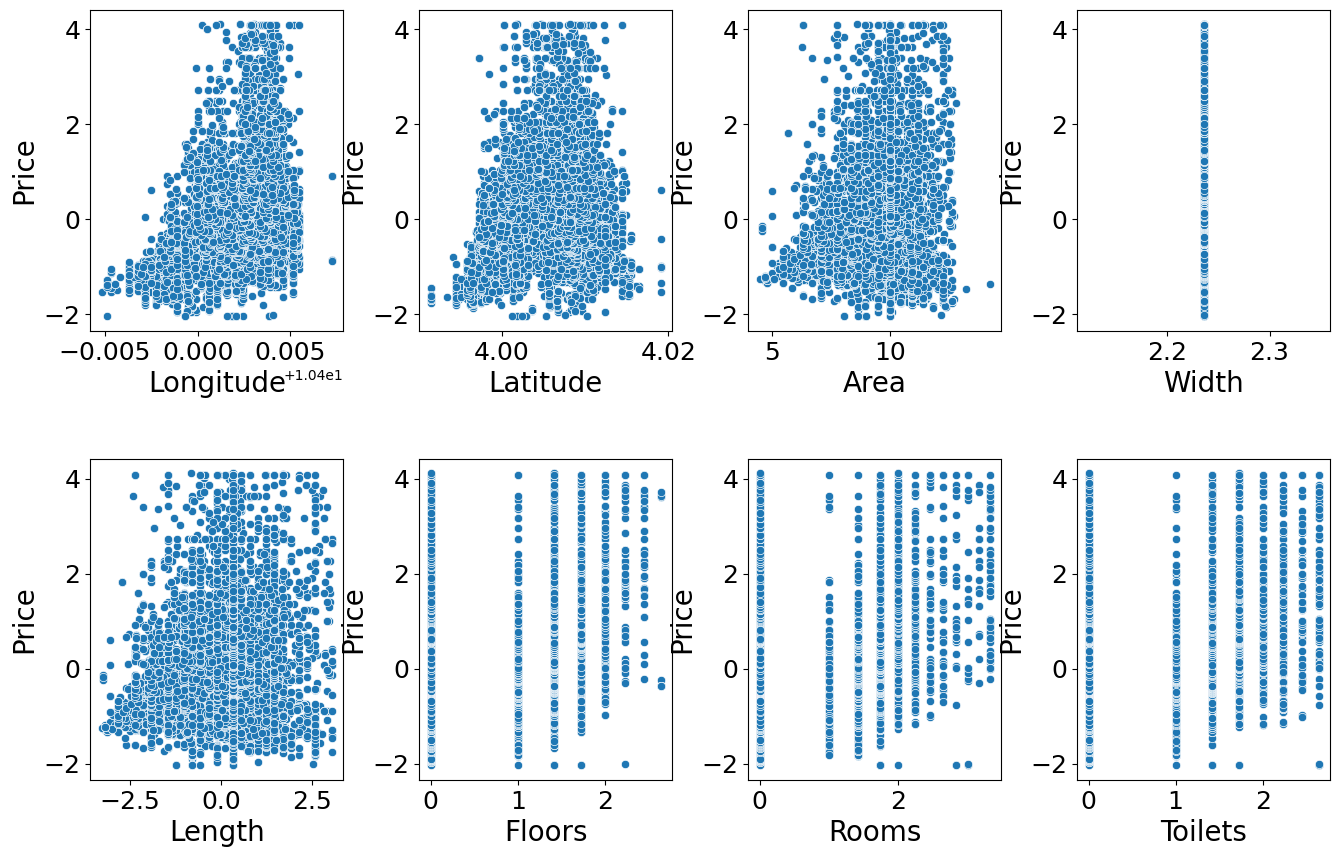 4
2
0
−2
Price
−0.005 0.000 0.005
Longitude
+1.04e1
4
2
0
−2
Price
4.00 4.02
Latitude
4
2
0
−2
Price
5 10
Area
4
2
0
−2
Price
2.2 2.3
Width
4
2
0
−2
Price
−2.5 0.0 2.5
Length
4
2
0
−2
Price
0 1 2
Floors
4
2
0
−2
Price
0 2
Rooms
4
2
0
−2
Price
0 1 2
Toilets